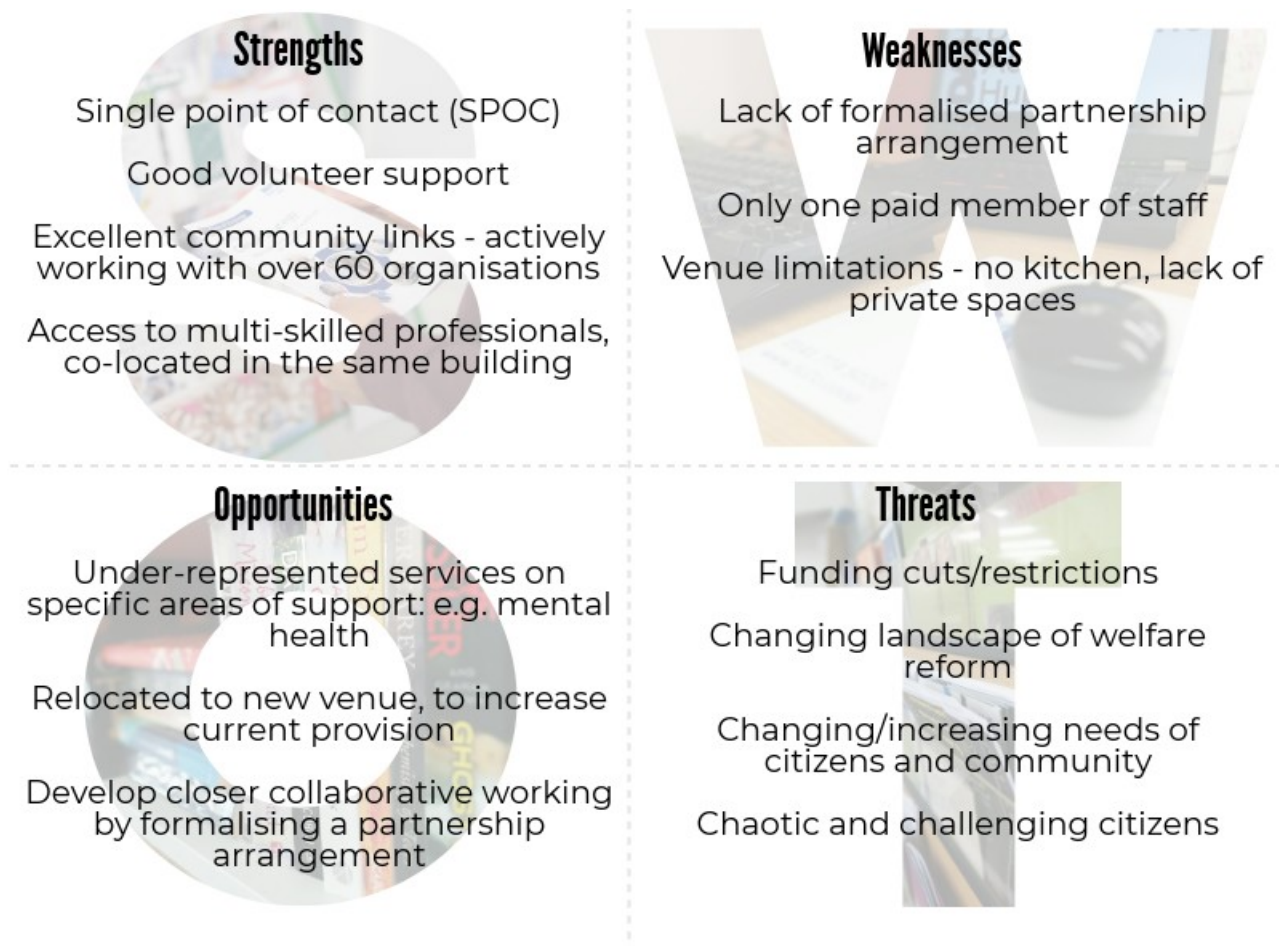 Strengths
Single point of contact (SPOC)
Good volunteer support
Excellent community links - actively
working with over 60 organisations
Access to multi-skilled professionals,
co-located in the same building
Weaknesses
Lack of formalised partnership
arrangement
Only one paid member of staff
Venue limitations - no kitchen, lack of
private spaces
Opportunities
Under-represented services on
specific areas of support: e.g. mental
health
Relocated to new venue, to increase
current provision
Develop closer collaborative working
by formalising a partnership
arrangement
Threats
Funding cuts/restrictions
Changing landscape of welfare
reform
Changing/increasing needs of
citizens and community
Chaotic and challenging citizens